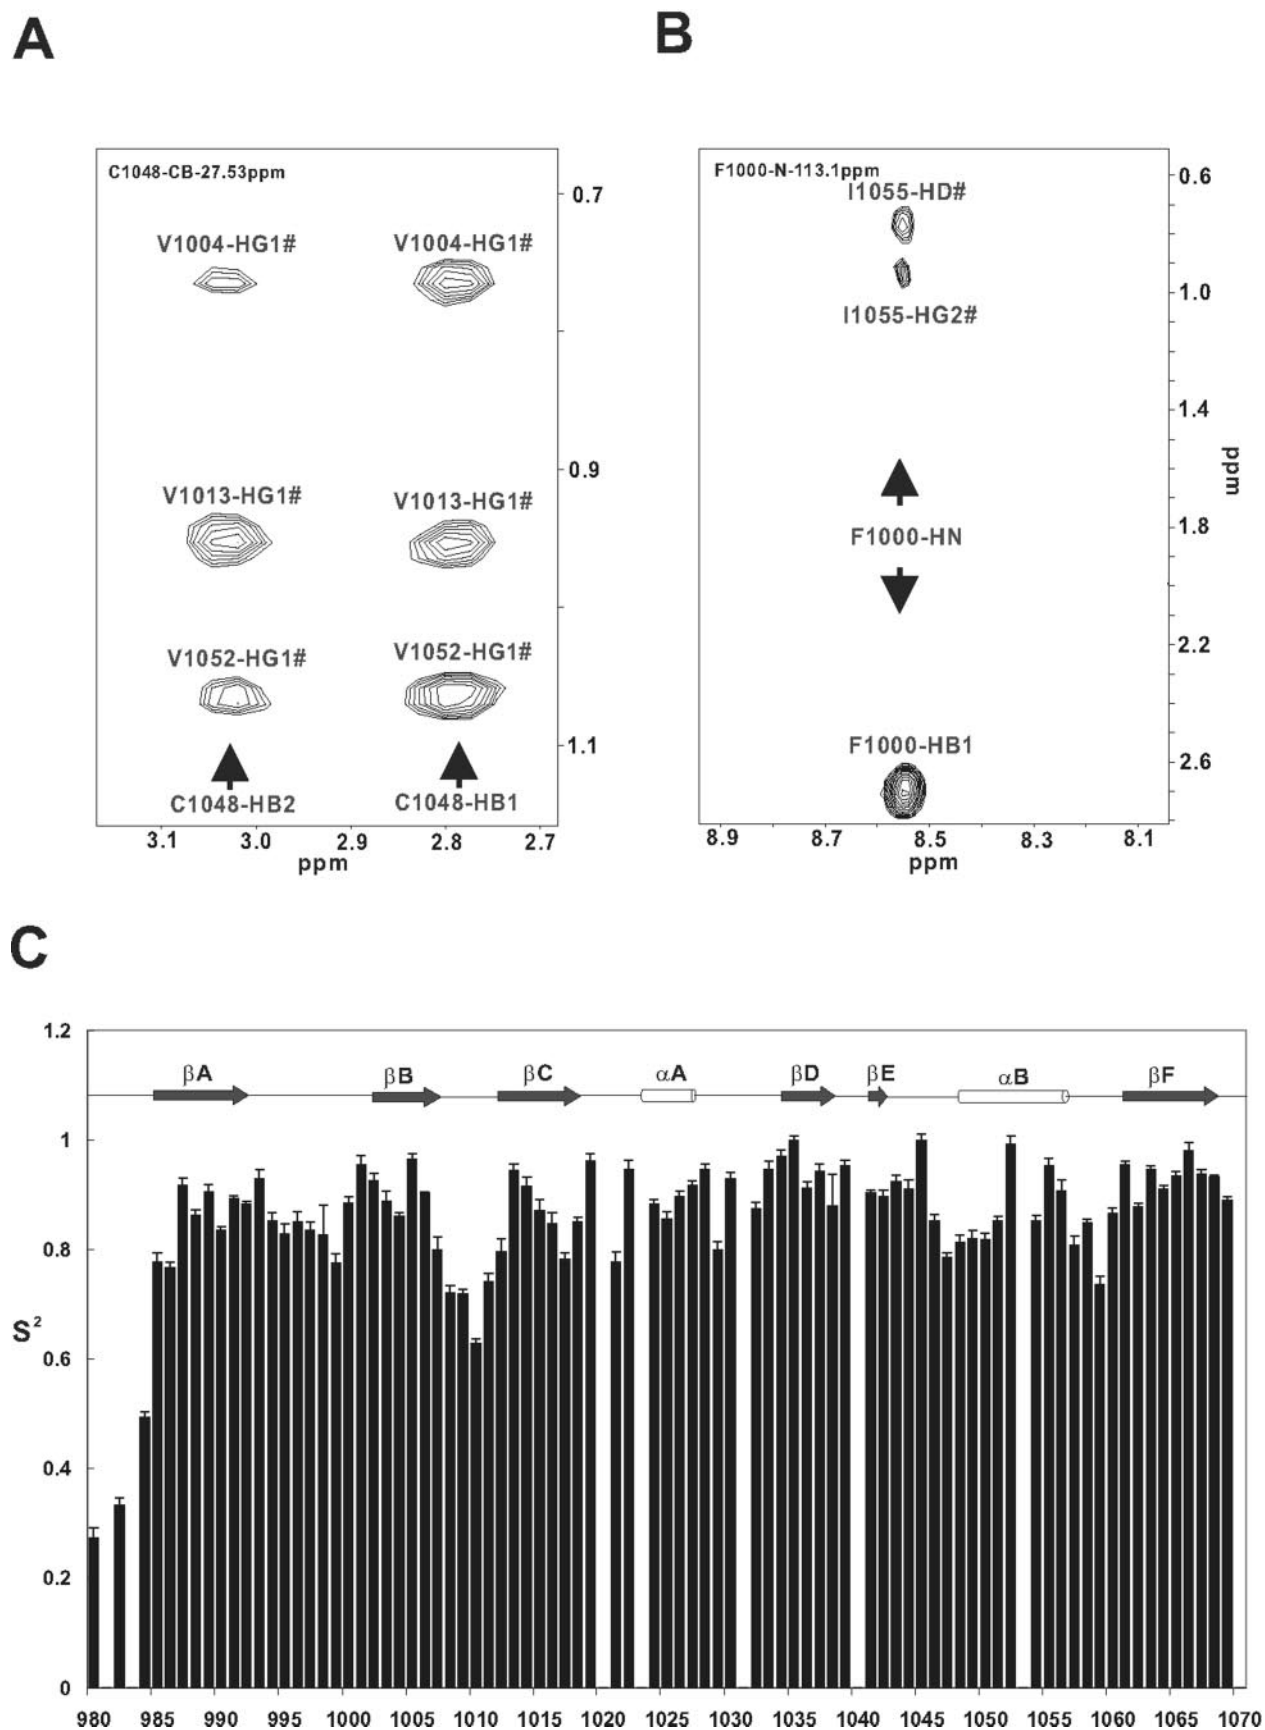 A
B
C1048-CB-27.53ppm
V1004-HG1#
V1004-HG1#
V1013-HG1#
V1013-HG1#
V1052-HG1#
V1052-HG1#
C1048-HB2
C1048-HB1
0.7
0.9
1.1
3.1
3.0
2.9
2.8
2.7
ppm
F1000-N-113.1ppm
I1055-HD#
I1055-HG2#
F1000-HN
F1000-HB1
0.6
1.0
1.4
1.8
2.2
2.6
ppm
8.9
8.7
8.5
8.3
8.1
ppm
C
1.2
1
0.8
0.6
0.4
0.2
0
S²
βA
βB
βC
αA
βD
βE
αB
βF
980
985
990
995
1000
1005
1010
1015
1020
1025
1030
1035
1040
1045
1050
1055
1060
1065
1070